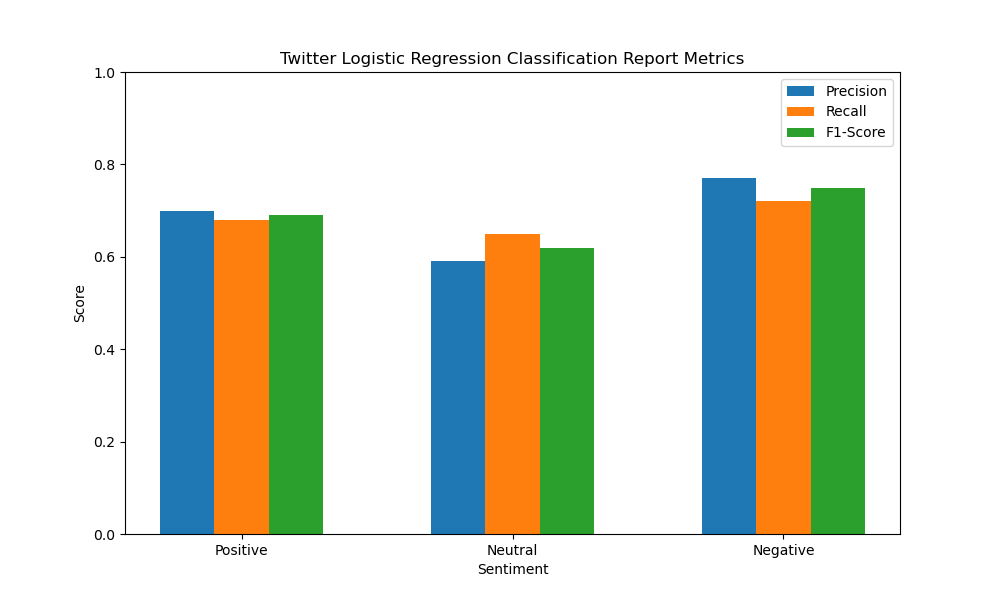 Twitter Logistic Regression Classification Report Metrics
Precision
Recall
F1-Score
1.0
0.8
0.6
0.4
0.2
0.0
Score
Positive
Neutral
Negative
Sentiment